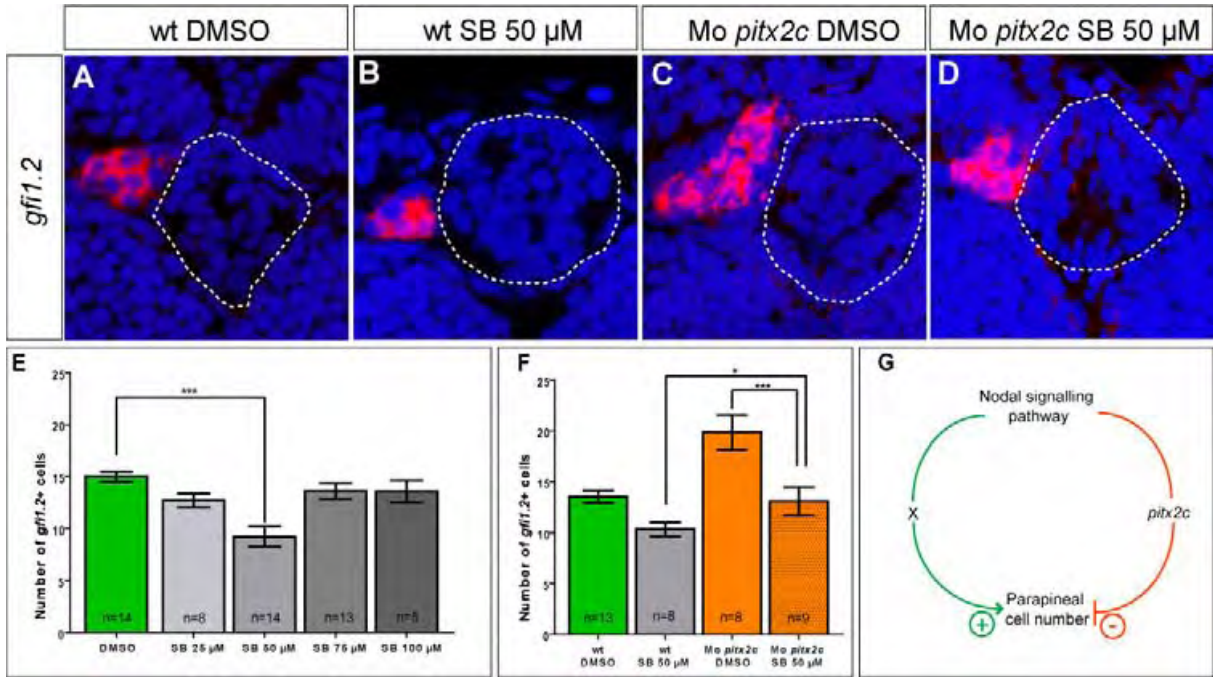 wt DMSO
wt SB 50 µM
Mo pitx2c DMSO
Mo pitx2c SB 50 µM
gfi1.2
A
B
C
D
E
Number of gfi1.2+ cells
25
20
15
10
5
0
***
n=14
n=8
n=14
n=13
n=5
DMSO
SB 25 µM
SB 50 µM
SB 75 µM
SB 100 µM
F
Number of gfi1.2+ cells
25
20
15
10
5
0
*
***
n=13
n=8
n=8
n=9
wt
DMSO
wt
SB 50 µM
Mo pitx2c
DMSO
Mo pitx2c
SB 50 µM
G
Nodal signalling
pathway
X
pitx2c
Parapineal
cell number
+
-